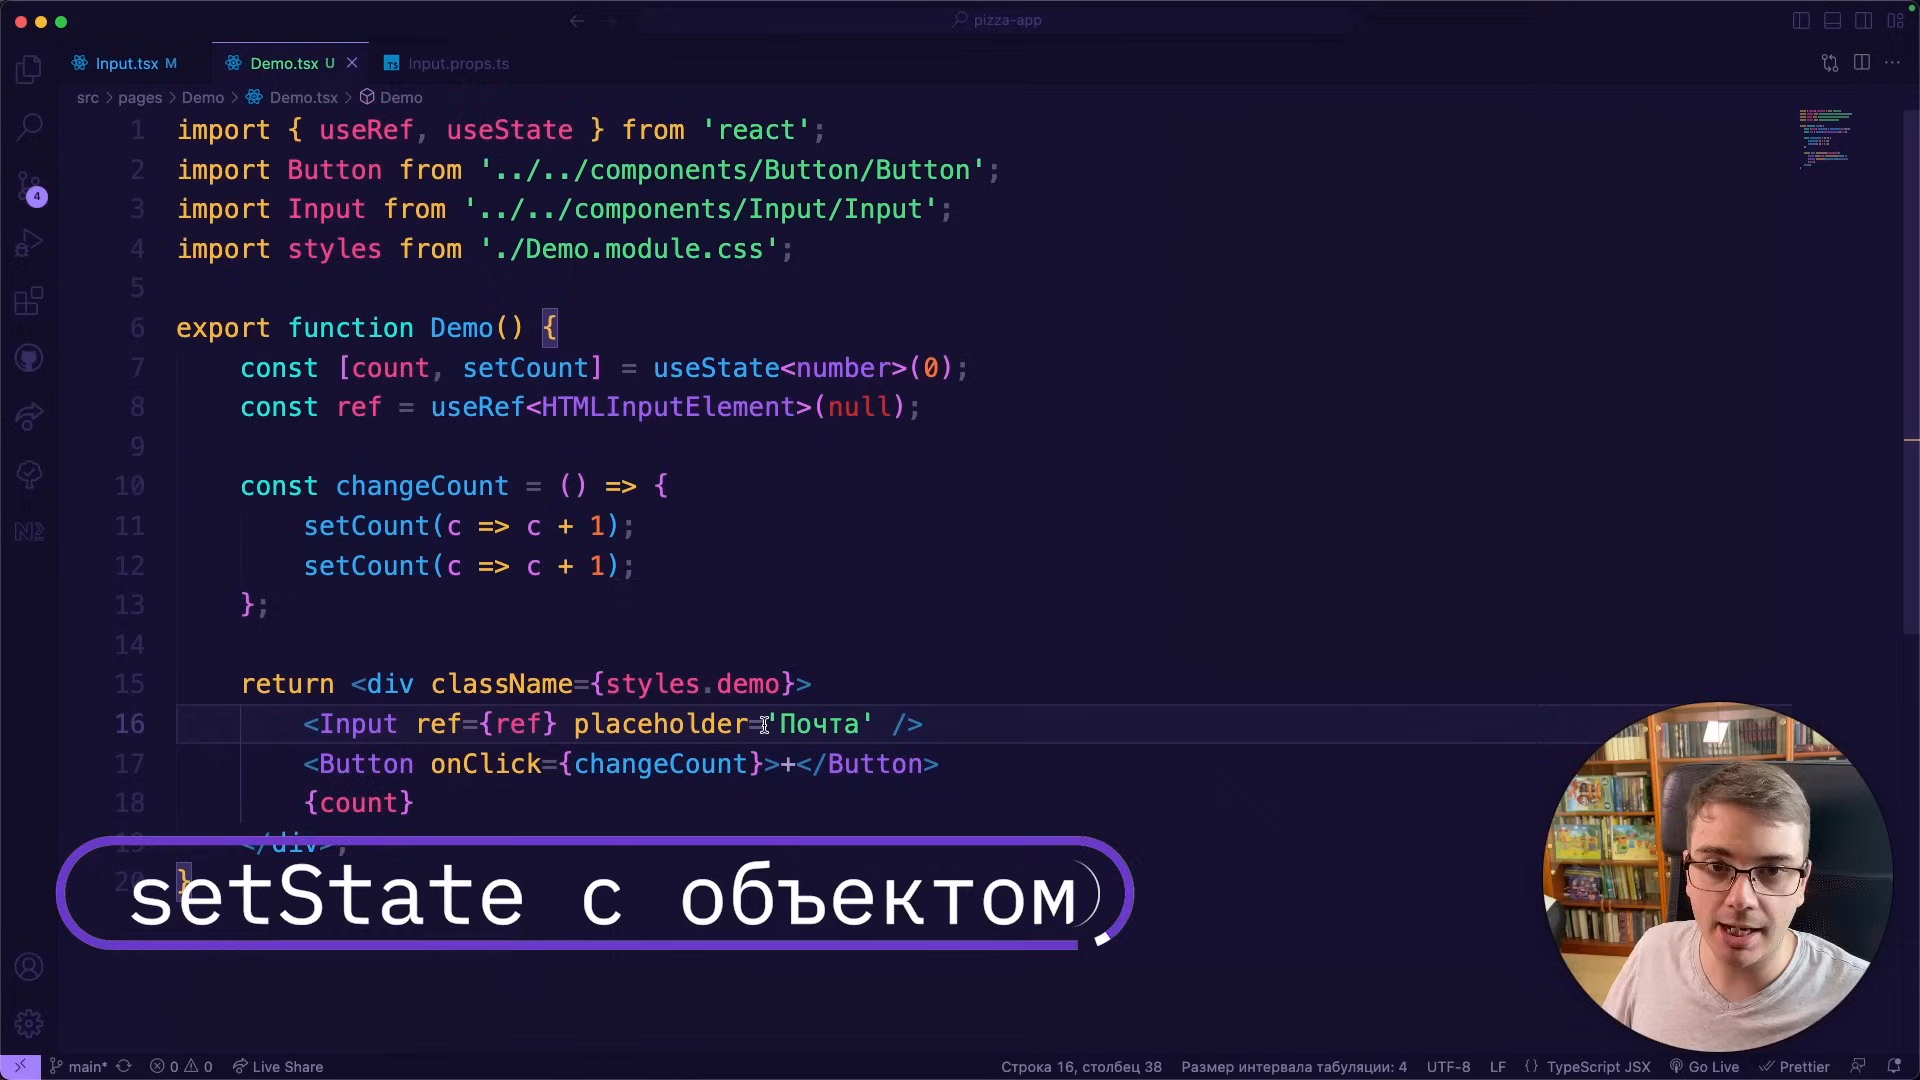 pizza-app
Input.tsx M
Demo.tsx U
TS Input.props.ts
src > pages > Demo > Demo.tsx > Demo
1 import { useRef, useState } from 'react';
2 import Button from '../../components/Button/Button';
3 import Input from '../../components/Input/Input';
4 import styles from './Demo.module.css';
5
6 export function Demo() {
7 const [count, setCount] = useState<number>(0);
8 const ref = useRef<HTMLInputElement>(null);
9
10 const changeCount = () => {
11 setCount(c => c + 1);
12 setCount(c => c + 1);
13 };
14
15 return <div className={styles.demo}>
16 <Input ref={ref} placeholder='Почта' />
17 <Button onClick={changeCount}>+</Button>
18 {count}
19 </div>;
20 }
4
setState с объектом
main* 0 0 Live Share
Строка 16, столбец 38 Размер интервала табуляции: 4 UTF-8 LF {} TypeScript JSX Go Live Prettier